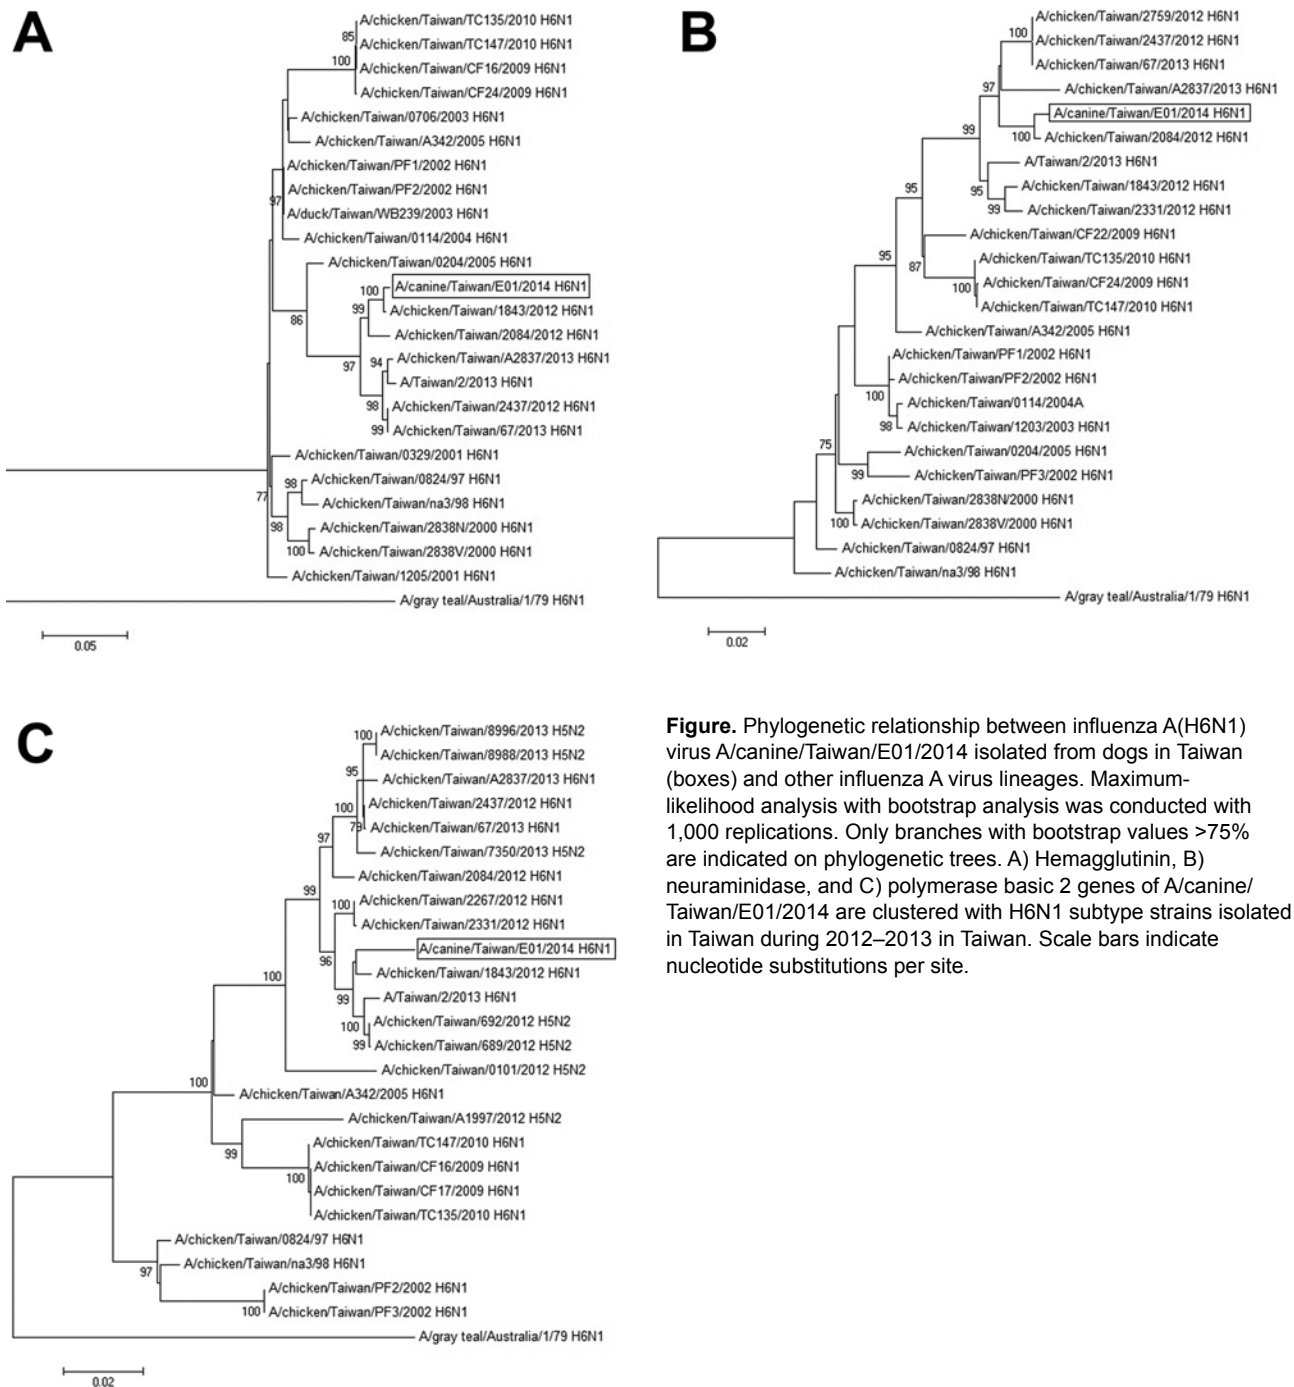 A
A/chicken/Taiwan/TC135/2010 H6N1
85
A/chicken/Taiwan/TC147/2010 H6N1
100
A/chicken/Taiwan/CF16/2009 H6N1
A/chicken/Taiwan/CF24/2009 H6N1
A/chicken/Taiwan/0706/2003 H6N1
A/chicken/Taiwan/A342/2005 H6N1
A/chicken/Taiwan/PF1/2002 H6N1
A/chicken/Taiwan/PF2/2002 H6N1
97
A/duck/Taiwan/WB239/2003 H6N1
A/chicken/Taiwan/0114/2004 H6N1
A/chicken/Taiwan/0204/2005 H6N1
100
A/canine/Taiwan/E01/2014 H6N1
99
A/chicken/Taiwan/1843/2012 H6N1
86
A/chicken/Taiwan/2084/2012 H6N1
94
A/chicken/Taiwan/A2837/2013 H6N1
97
A/Taiwan/2/2013 H6N1
98
A/chicken/Taiwan/2437/2012 H6N1
99
A/chicken/Taiwan/67/2013 H6N1
A/chicken/Taiwan/0329/2001 H6N1
98
A/chicken/Taiwan/0824/97 H6N1
77
A/chicken/Taiwan/na3/98 H6N1
98
A/chicken/Taiwan/2838N/2000 H6N1
100
A/chicken/Taiwan/2838V/2000 H6N1
A/chicken/Taiwan/1205/2001 H6N1
A/gray teal/Australia/1/79 H6N1
0.05
B
A/chicken/Taiwan/2759/2012 H6N1
100
A/chicken/Taiwan/2437/2012 H6N1
A/chicken/Taiwan/67/2013 H6N1
97
A/chicken/Taiwan/A2837/2013 H6N1
A/canine/Taiwan/E01/2014 H6N1
99
100
A/chicken/Taiwan/2084/2012 H6N1
A/Taiwan/2/2013 H6N1
95
95
A/chicken/Taiwan/1843/2012 H6N1
99
A/chicken/Taiwan/2331/2012 H6N1
A/chicken/Taiwan/CF22/2009 H6N1
95
87
A/chicken/Taiwan/TC135/2010 H6N1
100
A/chicken/Taiwan/CF24/2009 H6N1
A/chicken/Taiwan/TC147/2010 H6N1
A/chicken/Taiwan/A342/2005 H6N1
A/chicken/Taiwan/PF1/2002 H6N1
A/chicken/Taiwan/PF2/2002 H6N1
100
A/chicken/Taiwan/0114/2004A
98
A/chicken/Taiwan/1203/2003 H6N1
75
A/chicken/Taiwan/0204/2005 H6N1
99
A/chicken/Taiwan/PF3/2002 H6N1
A/chicken/Taiwan/2838N/2000 H6N1
100
A/chicken/Taiwan/2838V/2000 H6N1
A/chicken/Taiwan/0824/97 H6N1
A/chicken/Taiwan/na3/98 H6N1
A/gray teal/Australia/1/79 H6N1
0.02
C
A/chicken/Taiwan/8996/2013 H5N2
100
A/chicken/Taiwan/8988/2013 H5N2
95
A/chicken/Taiwan/A2837/2013 H6N1
100
A/chicken/Taiwan/2437/2012 H6N1
79
A/chicken/Taiwan/67/2013 H6N1
97
A/chicken/Taiwan/7350/2013 H5N2
A/chicken/Taiwan/2084/2012 H6N1
99
100
A/chicken/Taiwan/2267/2012 H6N1
A/chicken/Taiwan/2331/2012 H6N1
A/canine/Taiwan/E01/2014 H6N1
96
A/chicken/Taiwan/1843/2012 H6N1
100
99
A/Taiwan/2/2013 H6N1
100
A/chicken/Taiwan/692/2012 H5N2
99
A/chicken/Taiwan/689/2012 H5N2
A/chicken/Taiwan/0101/2012 H5N2
100
A/chicken/Taiwan/A342/2005 H6N1
A/chicken/Taiwan/A1997/2012 H5N2
99
A/chicken/Taiwan/TC147/2010 H6N1
100
A/chicken/Taiwan/CF16/2009 H6N1
A/chicken/Taiwan/CF17/2009 H6N1
A/chicken/Taiwan/TC135/2010 H6N1
A/chicken/Taiwan/0824/97 H6N1
97
A/chicken/Taiwan/na3/98 H6N1
A/chicken/Taiwan/PF2/2002 H6N1
100
A/chicken/Taiwan/PF3/2002 H6N1
A/gray teal/Australia/1/79 H6N1
0.02
Figure. Phylogenetic relationship between influenza A(H6N1)
virus A/canine/Taiwan/E01/2014 isolated from dogs in Taiwan
(boxes) and other influenza A virus lineages. Maximum-
likelihood analysis with bootstrap analysis was conducted with
1,000 replications. Only branches with bootstrap values >75%
are indicated on phylogenetic trees. A) Hemagglutinin, B)
neuraminidase, and C) polymerase basic 2 genes of A/canine/
Taiwan/E01/2014 are clustered with H6N1 subtype strains isolated
in Taiwan during 2012–2013 in Taiwan. Scale bars indicate
nucleotide substitutions per site.